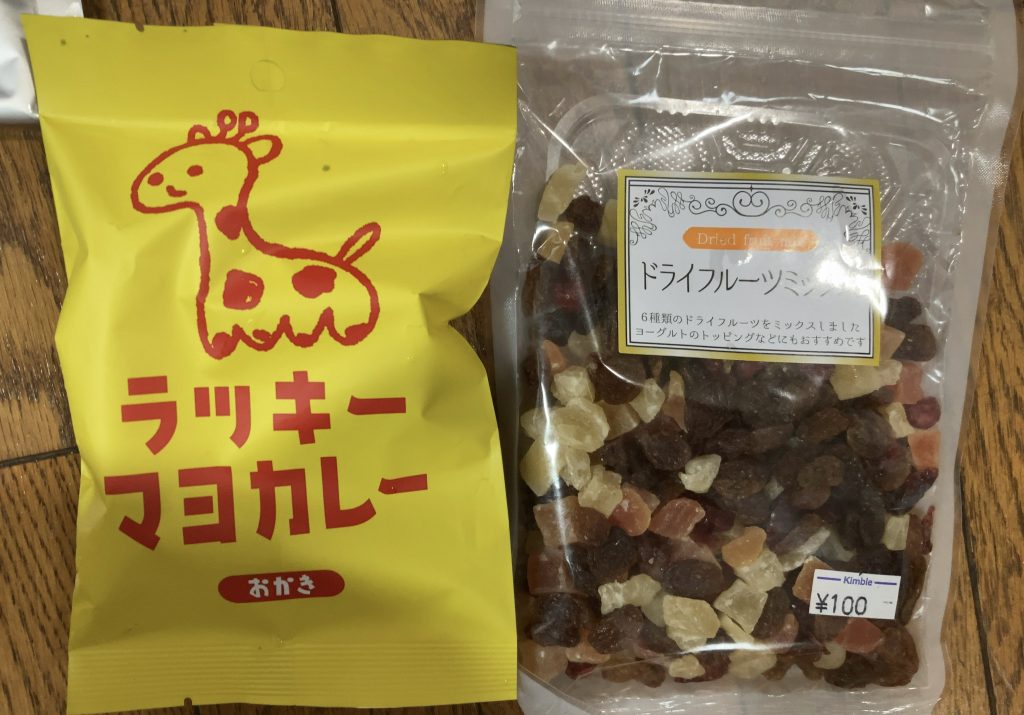 ラッキー
マヨカレー
おかき
Dried fruit mix
ドライフルーツミックス
6種類のドライフルーツをミックスしました
ヨーグルトのトッピングなどにもおすすめです
Kimble
¥100